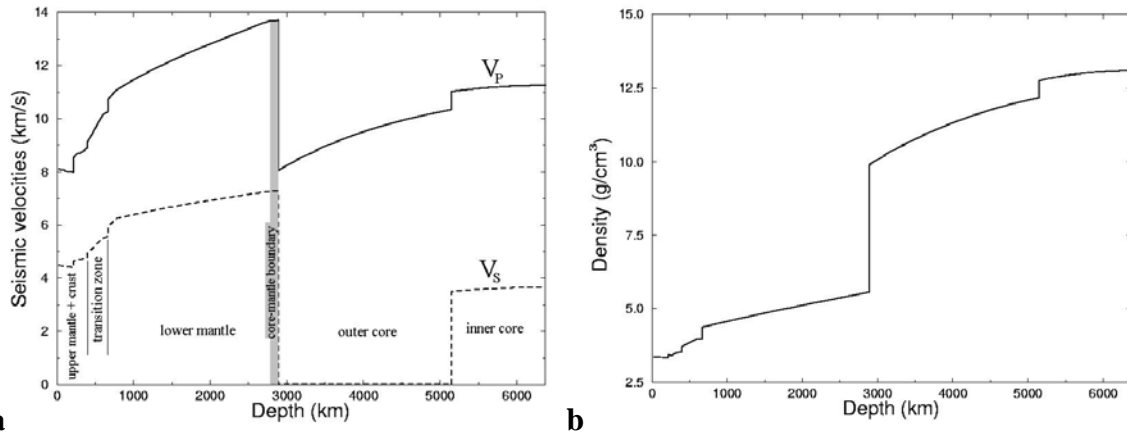 14
12
10
8
6
4
2
0
Seismic velocities (km/s)
V_P
V_S
upper mantle + crust
transition zone
lower mantle
core-mantle boundary
outer core
inner core
0 1000 2000 3000 4000 5000 6000
Depth (km)
a
15.0
12.5
10.0
7.5
5.0
2.5
Density (g/cm³)
0 1000 2000 3000 4000 5000 6000
Depth (km)
b